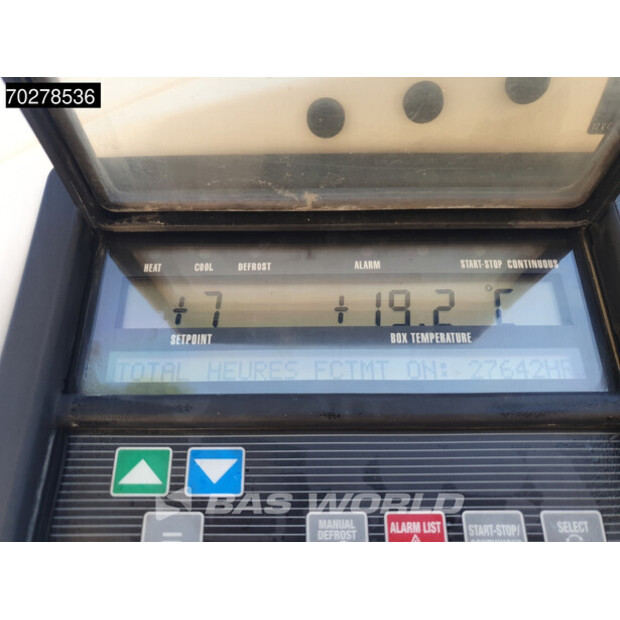 70278536
HEAT COOL DEFROST ALARM START-STOP CONTINUOUS
+7 +19.2 °C
SETPOINT BOX TEMPERATURE
TOTAL HEURES FCTMT ON: 27642HR
BAS WORLD
MANUAL DEFROST
ALARM LIST
START-STOP/
SELECT